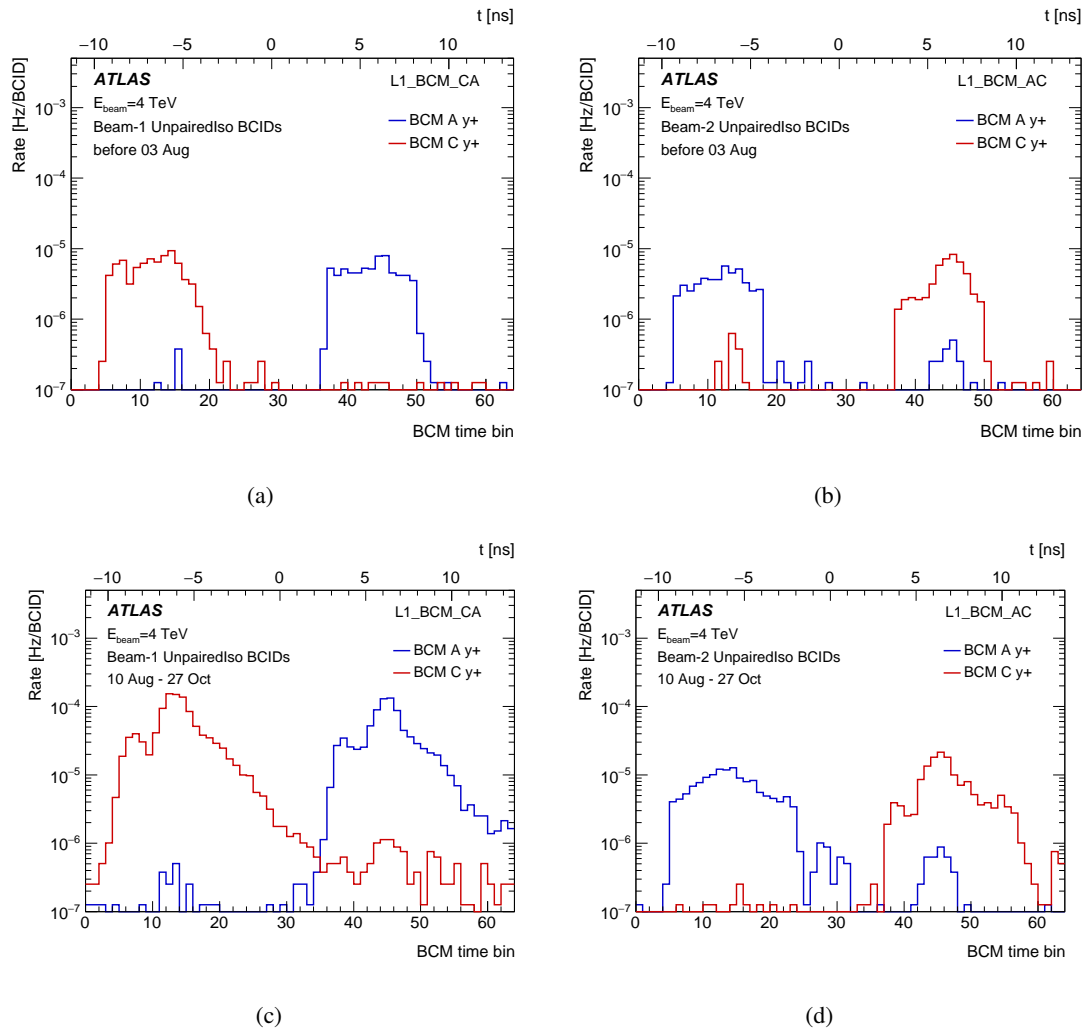 t [ns]
−10 −5 0 5 10
Rate [Hz/BCID]
ATLAS
L1_BCM_CA
E_beam=4 TeV
Beam-1 UnpairedIso BCIDs
before 03 Aug
BCM A y+
BCM C y+
10⁻³
10⁻⁴
10⁻⁵
10⁻⁶
10⁻⁷
0 10 20 30 40 50 60
BCM time bin
(a)
t [ns]
−10 −5 0 5 10
Rate [Hz/BCID]
ATLAS
L1_BCM_AC
E_beam=4 TeV
Beam-2 UnpairedIso BCIDs
before 03 Aug
BCM A y+
BCM C y+
10⁻³
10⁻⁴
10⁻⁵
10⁻⁶
10⁻⁷
0 10 20 30 40 50 60
BCM time bin
(b)
t [ns]
−10 −5 0 5 10
Rate [Hz/BCID]
ATLAS
L1_BCM_CA
E_beam=4 TeV
Beam-1 UnpairedIso BCIDs
10 Aug - 27 Oct
BCM A y+
BCM C y+
10⁻³
10⁻⁴
10⁻⁵
10⁻⁶
10⁻⁷
0 10 20 30 40 50 60
BCM time bin
(c)
t [ns]
−10 −5 0 5 10
Rate [Hz/BCID]
ATLAS
L1_BCM_AC
E_beam=4 TeV
Beam-2 UnpairedIso BCIDs
10 Aug - 27 Oct
BCM A y+
BCM C y+
10⁻³
10⁻⁴
10⁻⁵
10⁻⁶
10⁻⁷
0 10 20 30 40 50 60
BCM time bin
(d)